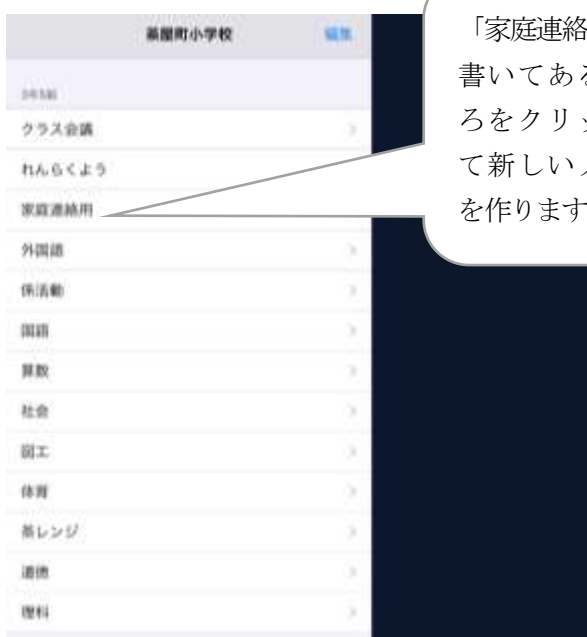 茶屋町小学校
編集
クラス会議
れんらくよう
家庭連絡用
外国語
係活動
国語
算数
社会
図工
体育
茶レンジ
道徳
理科
「家庭連絡
書いてある
ろをクリッ
て新しい
を作ります